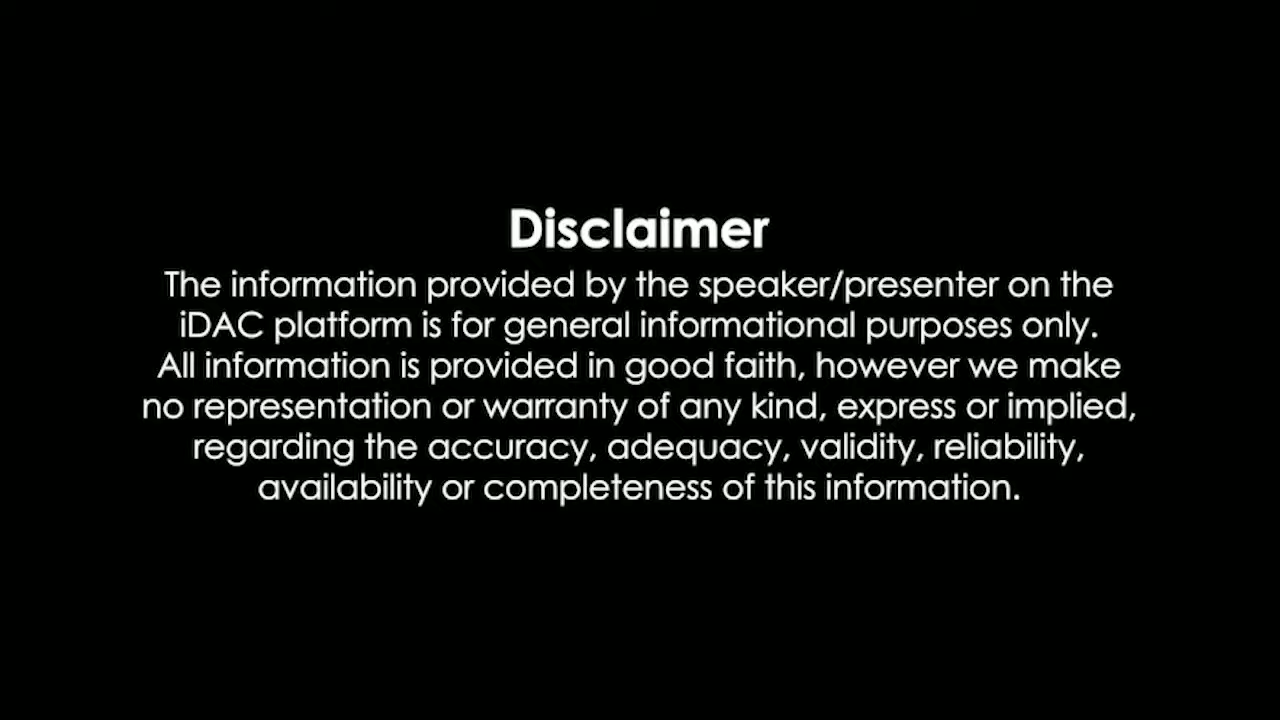 Disclaimer
The information provided by the speaker/presenter on the
iDAC platform is for general informational purposes only.
All information is provided in good faith, however we make
no representation or warranty of any kind, express or implied,
regarding the accuracy, adequacy, validity, reliability,
availability or completeness of this information.